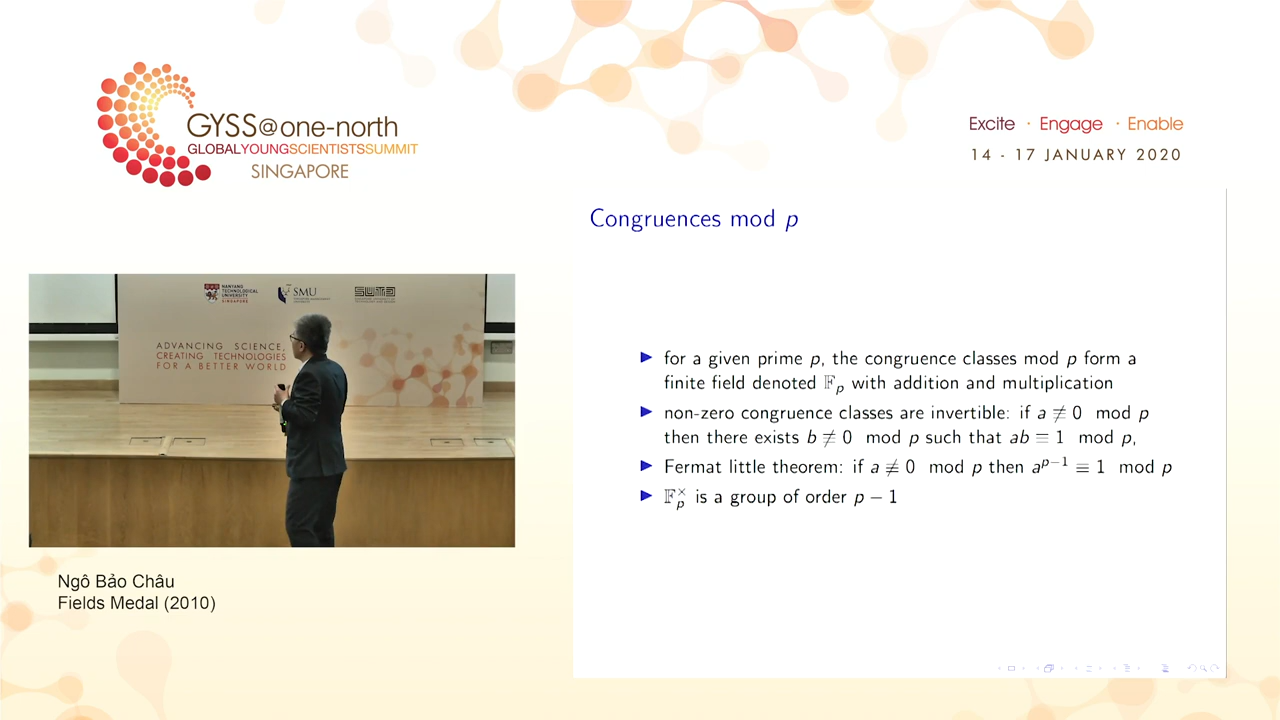 GYSS@one-north
GLOBALYOUNGSCIENTISTSSUMMIT
SINGAPORE
Excite · Engage · Enable
14 - 17 JANUARY 2020
Congruences mod p
▶ for a given prime p, the congruence classes mod p form a
finite field denoted 𝔽ₚ with addition and multiplication
▶ non-zero congruence classes are invertible: if a ≢ 0 mod p
then there exists b ≢ 0 mod p such that ab ≡ 1 mod p,
▶ Fermat little theorem: if a ≢ 0 mod p then a^{p−1} ≡ 1 mod p
▶ 𝔽ₚ^× is a group of order p − 1
NANYANG
TECHNOLOGICAL
UNIVERSITY
SINGAPORE
SMU
ADVANCING SCIENCE,
CREATING TECHNOLOGIES
FOR A BETTER WORLD
Ngô Bảo Châu
Fields Medal (2010)